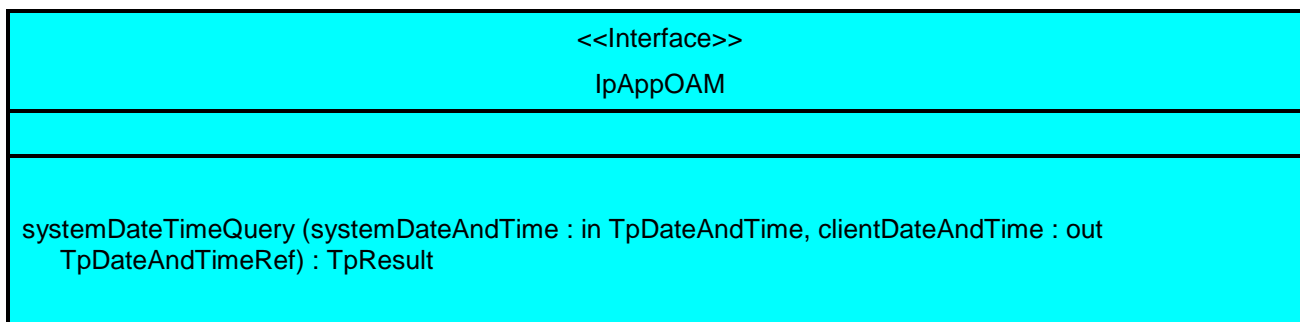 <<Interface>>
IpAppOAM
systemDateTimeQuery (systemDateAndTime : in TpDateAndTime, clientDateAndTime : out
TpDateAndTimeRef) : TpResult